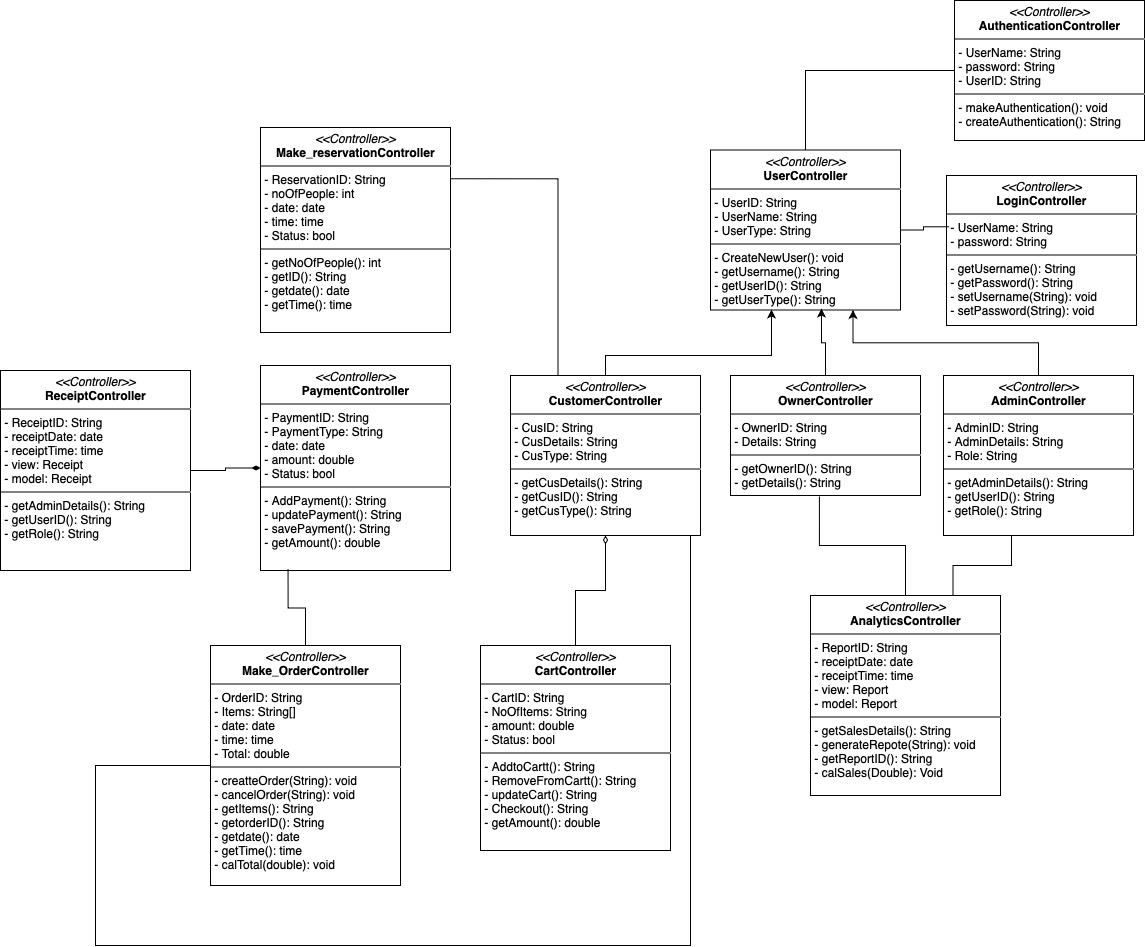 <<Controller>>
AuthenticationController
- UserName: String
- password: String
- UserID: String
- makeAuthentication(): void
- createAuthentication(): String
<<Controller>>
Make_reservationController
- ReservationID: String
- noOfPeople: int
- date: date
- time: time
- Status: bool
- getNoOfPeople(): int
- getID(): String
- getdate(): date
- getTime(): time
<<Controller>>
UserController
- UserID: String
- UserName: String
- UserType: String
- CreateNewUser(): void
- getUsername(): String
- getUserID(): String
- getUserType(): String
<<Controller>>
LoginController
- UserName: String
- password: String
- getUsername(): String
- getPassword(): String
- setUsername(String): void
- setPassword(String): void
<<Controller>>
ReceiptController
- ReceiptID: String
- receiptDate: date
- receiptTime: time
- view: Receipt
- model: Receipt
- getAdminDetails(): String
- getUserID(): String
- getRole(): String
<<Controller>>
PaymentController
- PaymentID: String
- PaymentType: String
- date: date
- amount: double
- Status: bool
- AddPayment(): String
- updatePayment(): String
- savePayment(): String
- getAmount(): double
<<Controller>>
CustomerController
- CusID: String
- CusDetails: String
- CusType: String
- getCusDetails(): String
- getCusID(): String
- getCusType(): String
<<Controller>>
OwnerController
- OwnerID: String
- Details: String
- getOwnerID(): String
- getDetails(): String
<<Controller>>
AdminController
- AdminID: String
- AdminDetails: String
- Role: String
- getAdminDetails(): String
- getUserID(): String
- getRole(): String
<<Controller>>
Make_OrderController
- OrderID: String
- Items: String[]
- date: date
- time: time
- Total: double
- creatteOrder(String): void
- cancelOrder(String): void
- getItems(): String
- getorderID(): String
- getdate(): date
- getTime(): time
- calTotal(double): void
<<Controller>>
CartController
- CartID: String
- NoOfItems: String
- amount: double
- Status: bool
- AddtoCartt(): String
- RemoveFromCartt(): String
- updateCart(): String
- Checkout(): String
- getAmount(): double
<<Controller>>
AnalyticsController
- ReportID: String
- receiptDate: date
- receiptTime: time
- view: Report
- model: Report
- getSalesDetails(): String
- generateRepote(String): void
- getReportID(): String
- calSales(Double): Void